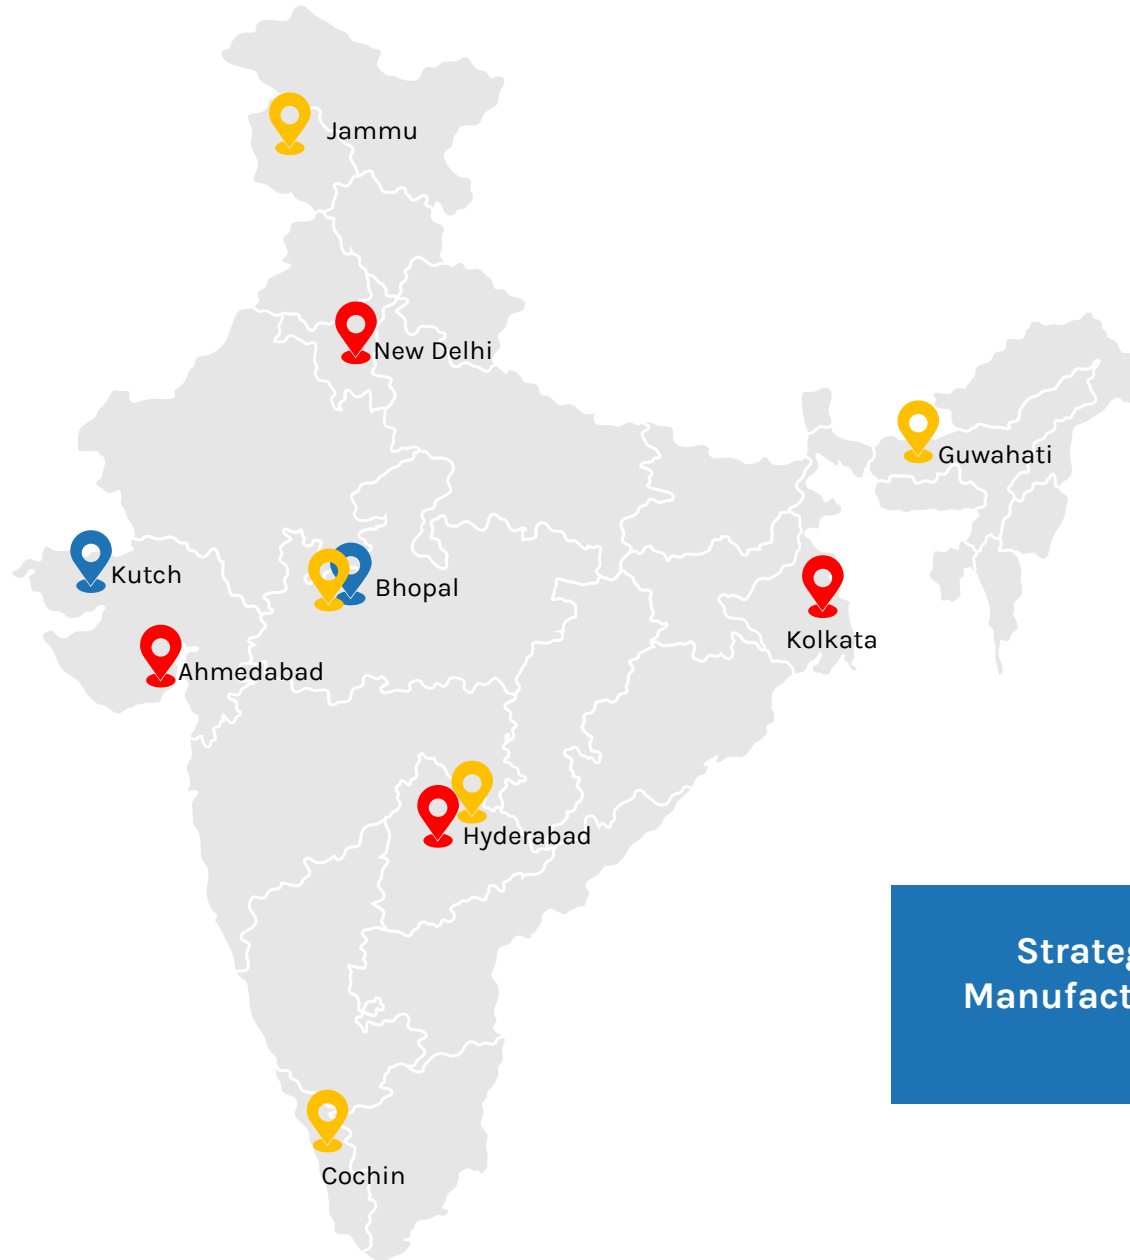 Jammu
New Delhi
Guwahati
Kutch
Bhopal
Kolkata
Ahmedabad
Hyderabad
Cochin